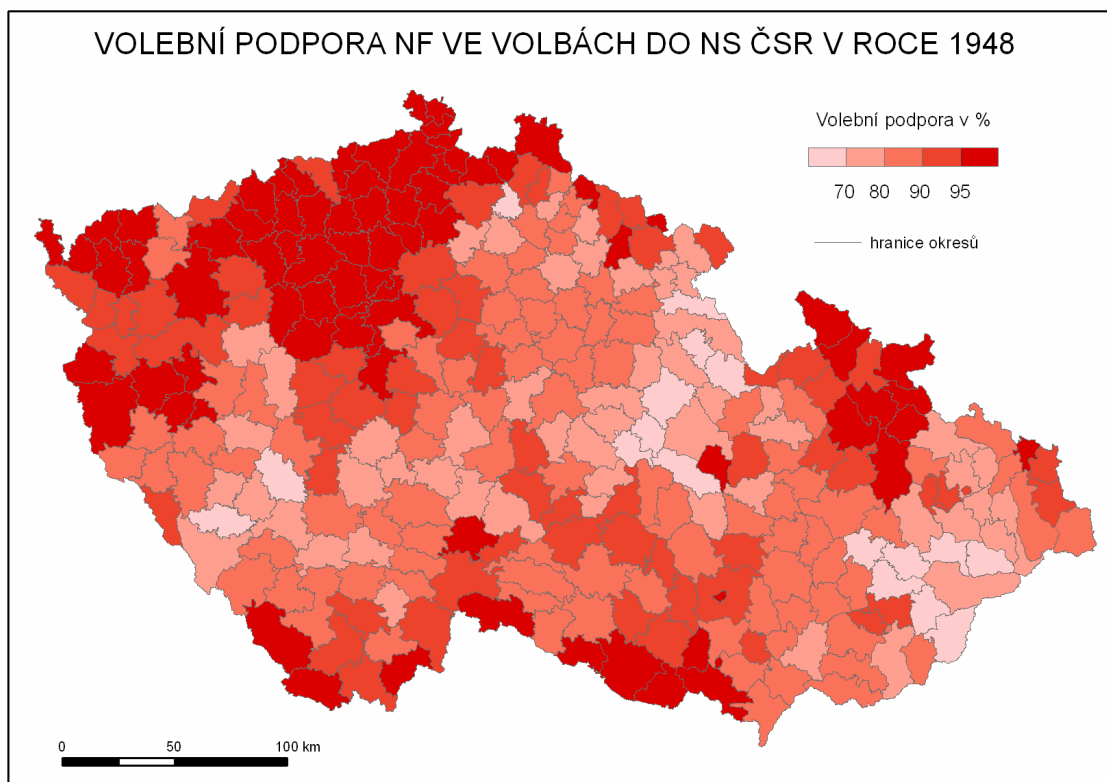 VOLEBNÍ PODPORA NF VE VOLBÁCH DO NS ČSR V ROCE 1948
Volební podpora v %
70 80 90 95
hranice okresů
0 50 100 km